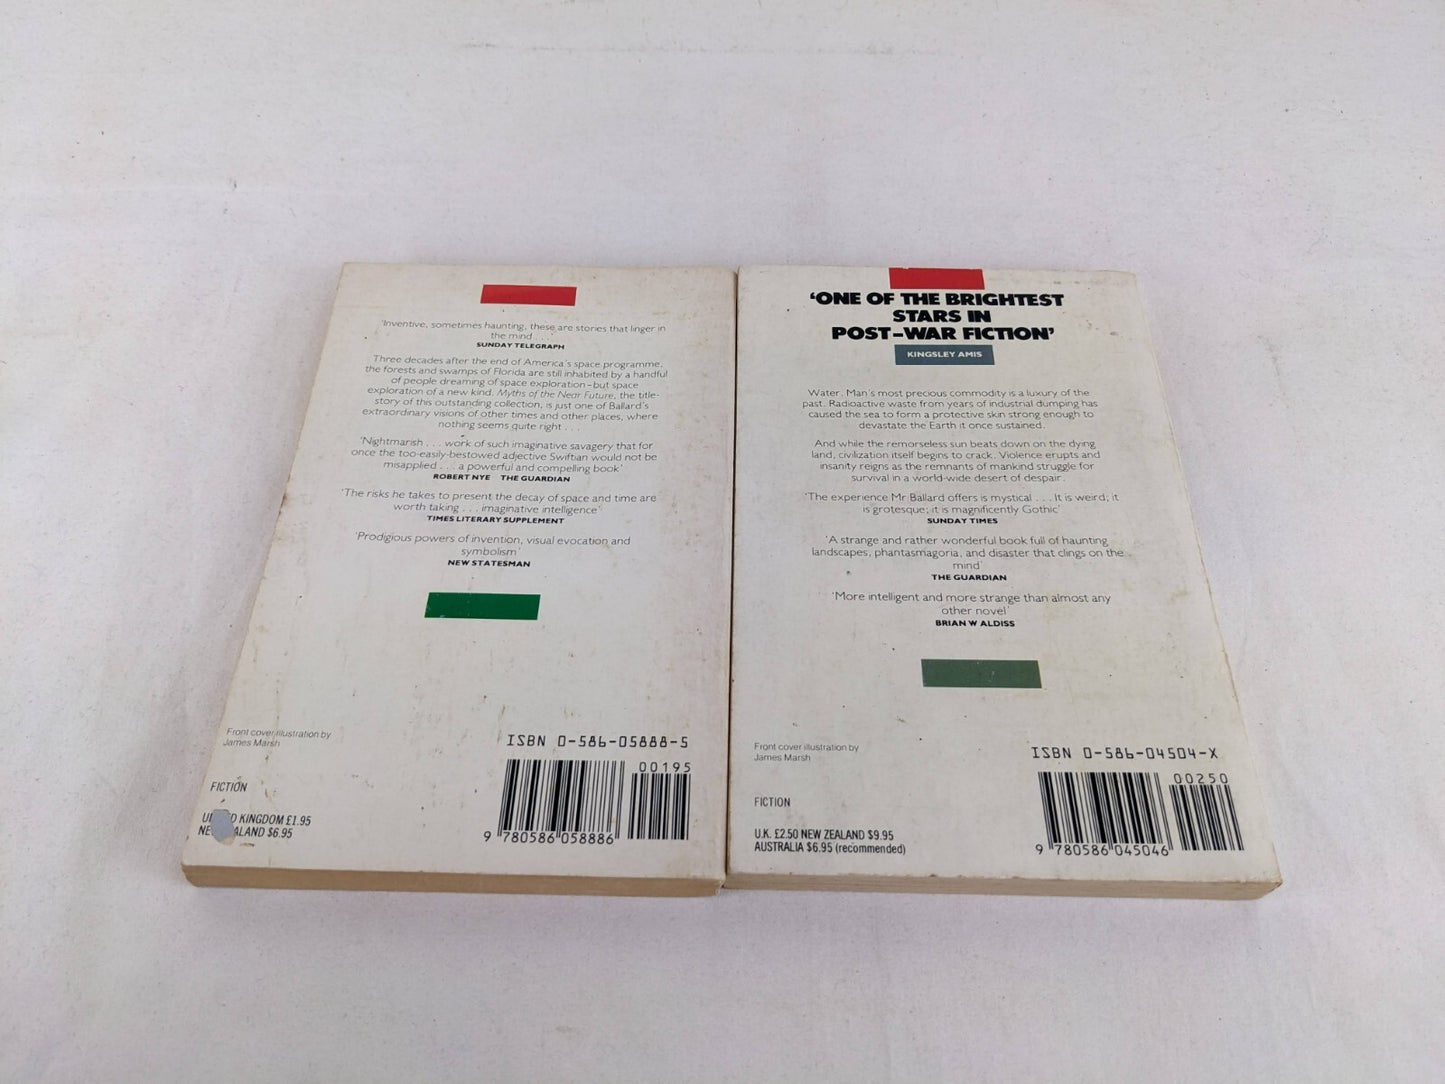 'Inventive, sometimes haunting, these are stories that linger in
the mind . . .'
SUNDAY TELEGRAPH
Three decades after the end of America's space programme,
the forests and swamps of Florida are still inhabited by a handful
of people dreaming of space exploration – but space
exploration of a new kind. Myths of the Near Future, the title-
story of this outstanding collection, is just one of Ballard's
extraordinary visions of other times and other places, where
nothing seems quite right . . .
'Nightmarish . . . work of such imaginative savagery that for
once the too-easily-bestowed adjective Swiftian would not be
misapplied . . . a powerful and compelling book'
ROBERT NYE THE GUARDIAN
'The risks he takes to present the decay of space and time are
worth taking . . . imaginative intelligence'
TIMES LITERARY SUPPLEMENT
'Prodigious powers of invention, visual evocation and
symbolism'
NEW STATESMAN
Front cover illustration by
James Marsh
ISBN 0-586-05888-5
00195
FICTION
KINGDOM £1.95
$6.95
9 780586 058886
'ONE OF THE BRIGHTEST
STARS IN
POST-WAR FICTION'
KINGSLEY AMIS
Water. Man's most precious commodity is a luxury of the
past. Radioactive waste from years of industrial dumping has
caused the sea to form a protective skin strong enough to
devastate the Earth it once sustained.
And while the remorseless sun beats down on the dying
land, civilization itself begins to crack. Violence erupts and
insanity reigns as the remnants of mankind struggle for
survival in a world-wide desert of despair.
'The experience Mr Ballard offers is mystical . . . It is weird; it
is grotesque; it is magnificently Gothic'
SUNDAY TIMES
'A strange and rather wonderful book full of haunting
landscapes, phantasmagoria, and disaster that clings on the
mind'
THE GUARDIAN
'More intelligent and more strange than almost any
other novel'
BRIAN W ALDISS
Front cover illustration by
James Marsh
ISBN 0-586-04504-X
00250
FICTION
U.K. £2.50 NEW ZEALAND $9.95
AUSTRALIA $6.95 (recommended)
9 780586 045046